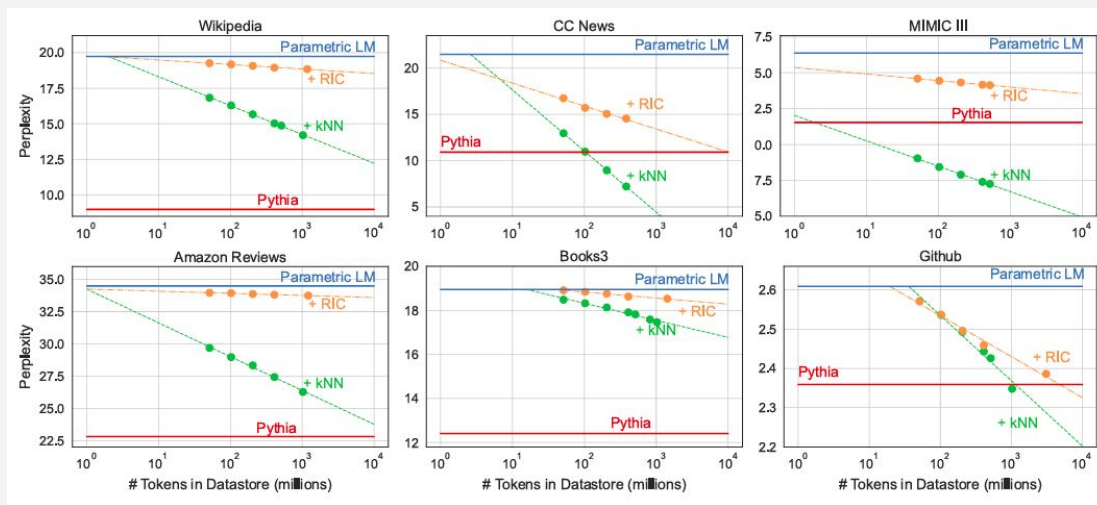 Wikipedia
20.0
17.5
15.0
12.5
10.0
Perplexity
Parametric LM
+ RIC
+ kNN
Pythia
10^0 10^1 10^2 10^3 10^4
CC News
20
15
10
5
Parametric LM
+ RIC
Pythia
+ kNN
10^0 10^1 10^2 10^3 10^4
MIMIC III
7.5
5.0
2.5
0.0
7.5
5.0
Parametric LM
+ RIC
Pythia
+ kNN
10^0 10^1 10^2 10^3 10^4
Amazon Reviews
35.0
32.5
30.0
27.5
25.0
22.5
Perplexity
Parametric LM
+ RIC
+ kNN
Pythia
10^0 10^1 10^2 10^3 10^4
# Tokens in Datastore (millions)
Books3
20
18
16
14
12
Parametric LM
+ RIC
+ kNN
Pythia
10^0 10^1 10^2 10^3 10^4
# Tokens in Datastore (millions)
Github
2.6
2.5
2.4
2.3
2.2
Parametric LM
+ RIC
Pythia
+ kNN
10^0 10^1 10^2 10^3 10^4
# Tokens in Datastore (millions)